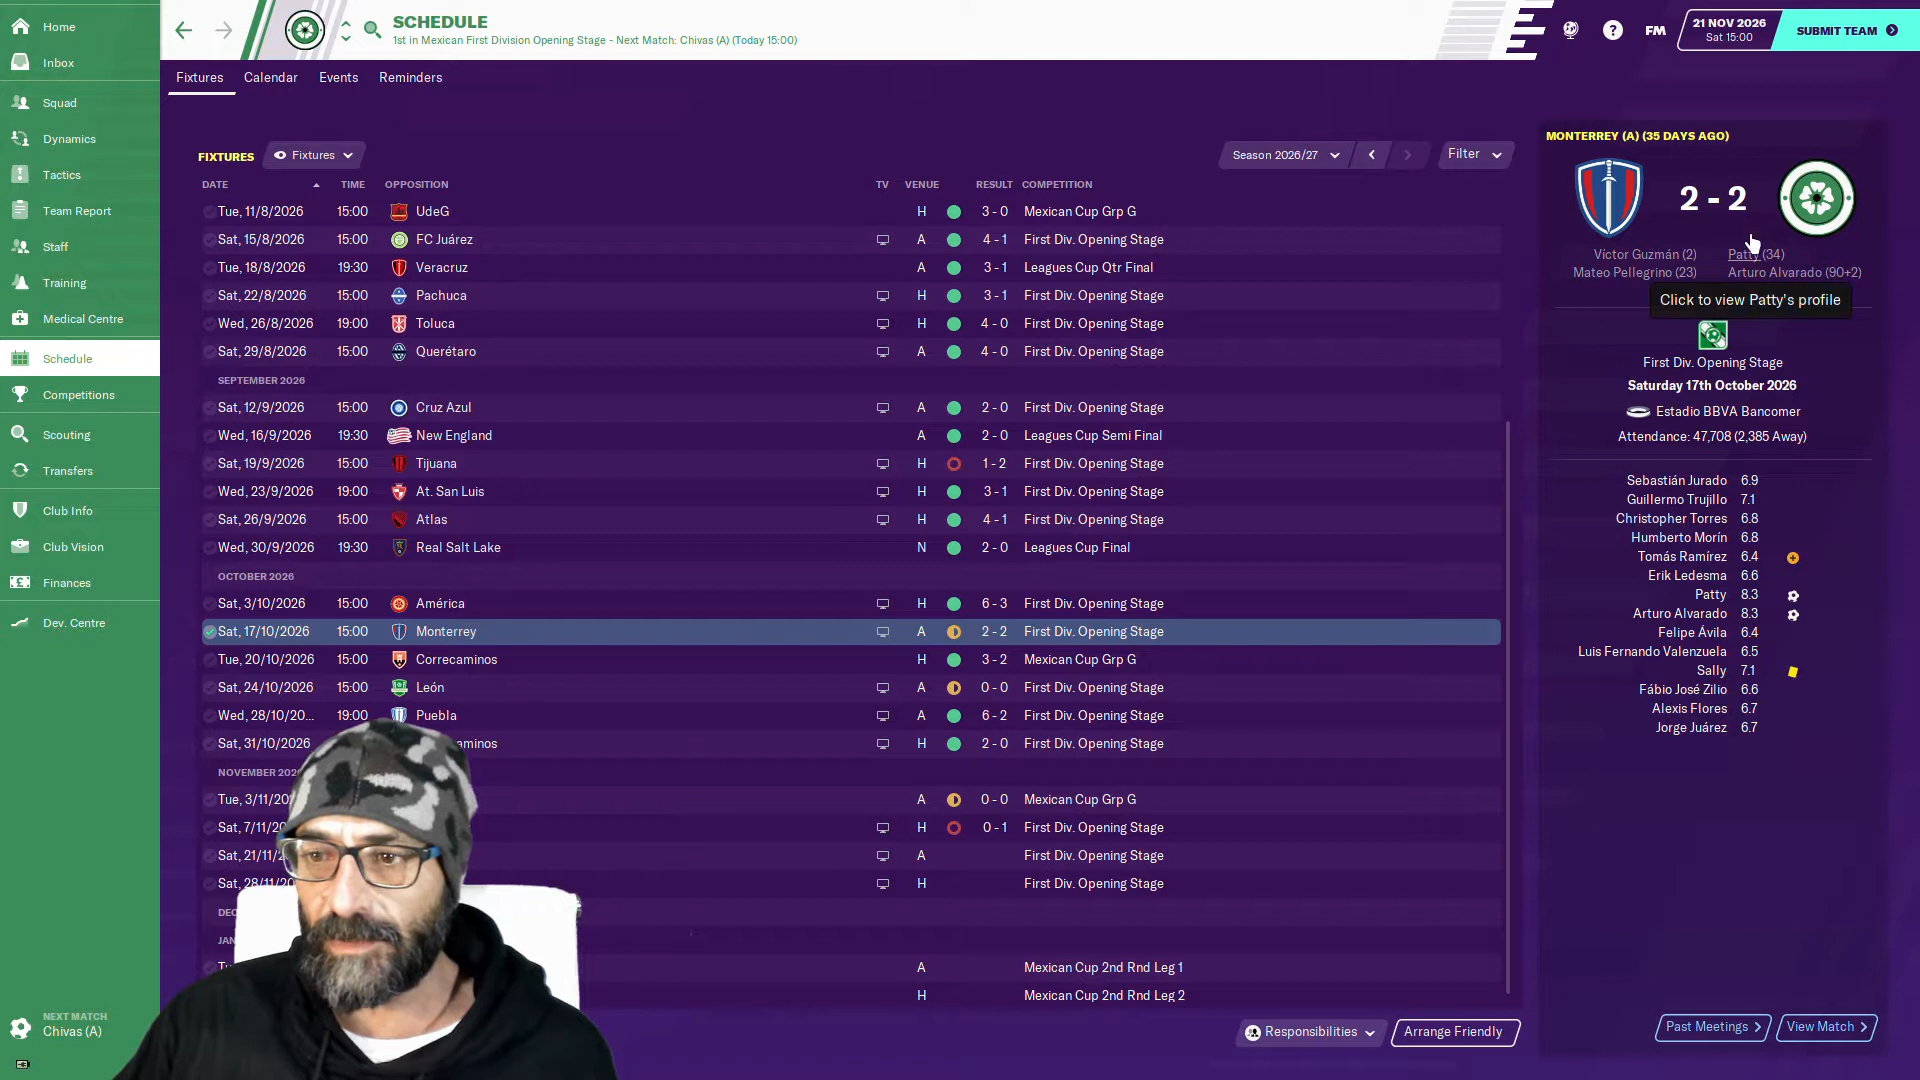 Home
Inbox
Squad
Dynamics
Tactics
Team Report
Staff
Training
Medical Centre
Schedule
Competitions
Scouting
Transfers
Club Info
Club Vision
Finances
Dev. Centre
NEXT MATCH
Chivas (A)
SCHEDULE
1st in Mexican First Division Opening Stage - Next Match: Chivas (A) (Today 15:00)
?
FM
21 NOV 2026
Sat 15:00
SUBMIT TEAM
Fixtures Calendar Events Reminders
FIXTURES Fixtures Season 2026/27 Filter
DATE TIME OPPOSITION TV VENUE RESULT COMPETITION
Tue, 11/8/2026 15:00 UdeG H 3 - 0 Mexican Cup Grp G
Sat, 15/8/2026 15:00 FC Juárez A 4 - 1 First Div. Opening Stage
Tue, 18/8/2026 19:30 Veracruz A 3 - 1 Leagues Cup Qtr Final
Sat, 22/8/2026 15:00 Pachuca H 3 - 1 First Div. Opening Stage
Wed, 26/8/2026 19:00 Toluca H 4 - 0 First Div. Opening Stage
Sat, 29/8/2026 15:00 Querétaro A 4 - 0 First Div. Opening Stage
SEPTEMBER 2026
Sat, 12/9/2026 15:00 Cruz Azul A 2 - 0 First Div. Opening Stage
Wed, 16/9/2026 19:30 New England A 2 - 0 Leagues Cup Semi Final
Sat, 19/9/2026 15:00 Tijuana H 1 - 2 First Div. Opening Stage
Wed, 23/9/2026 19:00 At. San Luis H 3 - 1 First Div. Opening Stage
Sat, 26/9/2026 15:00 Atlas H 4 - 1 First Div. Opening Stage
Wed, 30/9/2026 19:30 Real Salt Lake N 2 - 0 Leagues Cup Final
OCTOBER 2026
Sat, 3/10/2026 15:00 América H 6 - 3 First Div. Opening Stage
Sat, 17/10/2026 15:00 Monterrey A 2 - 2 First Div. Opening Stage
Tue, 20/10/2026 15:00 Correcaminos H 3 - 2 Mexican Cup Grp G
Sat, 24/10/2026 15:00 León A 0 - 0 First Div. Opening Stage
Wed, 28/10/20... 19:00 Puebla A 6 - 2 First Div. Opening Stage
Sat, 31/10/2026 15:00 aminos H 2 - 0 First Div. Opening Stage
NOVEMBER 202
Tue, 3/11/20 A 0 - 0 Mexican Cup Grp G
Sat, 7/11/20 H 0 - 1 First Div. Opening Stage
Sat, 21/11/2 A First Div. Opening Stage
Sat, 28/11/20 H First Div. Opening Stage
DEC
JAN
A Mexican Cup 2nd Rnd Leg 1
H Mexican Cup 2nd Rnd Leg 2
Responsibilities Arrange Friendly
MONTERREY (A) (35 DAYS AGO)
2 - 2
Víctor Guzmán (2) Patty (34)
Mateo Pellegrino (23) Arturo Alvarado (90+2)
Click to view Patty's profile
First Div. Opening Stage
Saturday 17th October 2026
Estadio BBVA Bancomer
Attendance: 47,708 (2,385 Away)
Sebastián Jurado 6.9
Guillermo Trujillo 7.1
Christopher Torres 6.8
Humberto Morín 6.8
Tomás Ramírez 6.4
Erik Ledesma 6.6
Patty 8.3
Arturo Alvarado 8.3
Felipe Ávila 6.4
Luis Fernando Valenzuela 6.5
Sally 7.1
Fábio José Zilio 6.6
Alexis Flores 6.7
Jorge Juárez 6.7
Past Meetings View Match